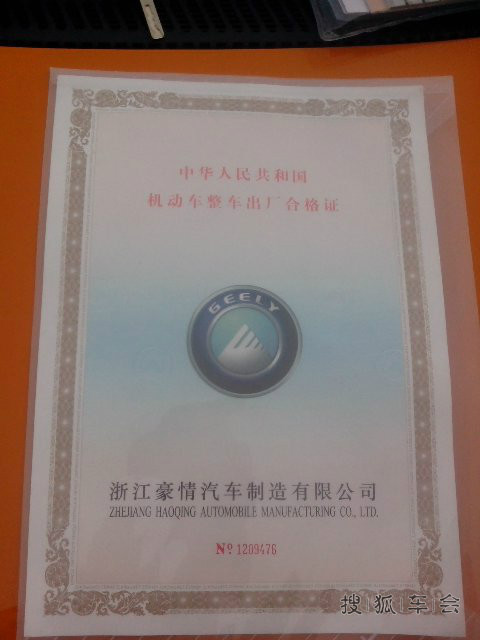 中华人民共和国
机动车整车出厂合格证
GEELY
浙江豪情汽车制造有限公司
ZHEJIANG HAOQING AUTOMOBILE MANUFACTURING CO., LTD.
Nº 1209476
搜狐车会